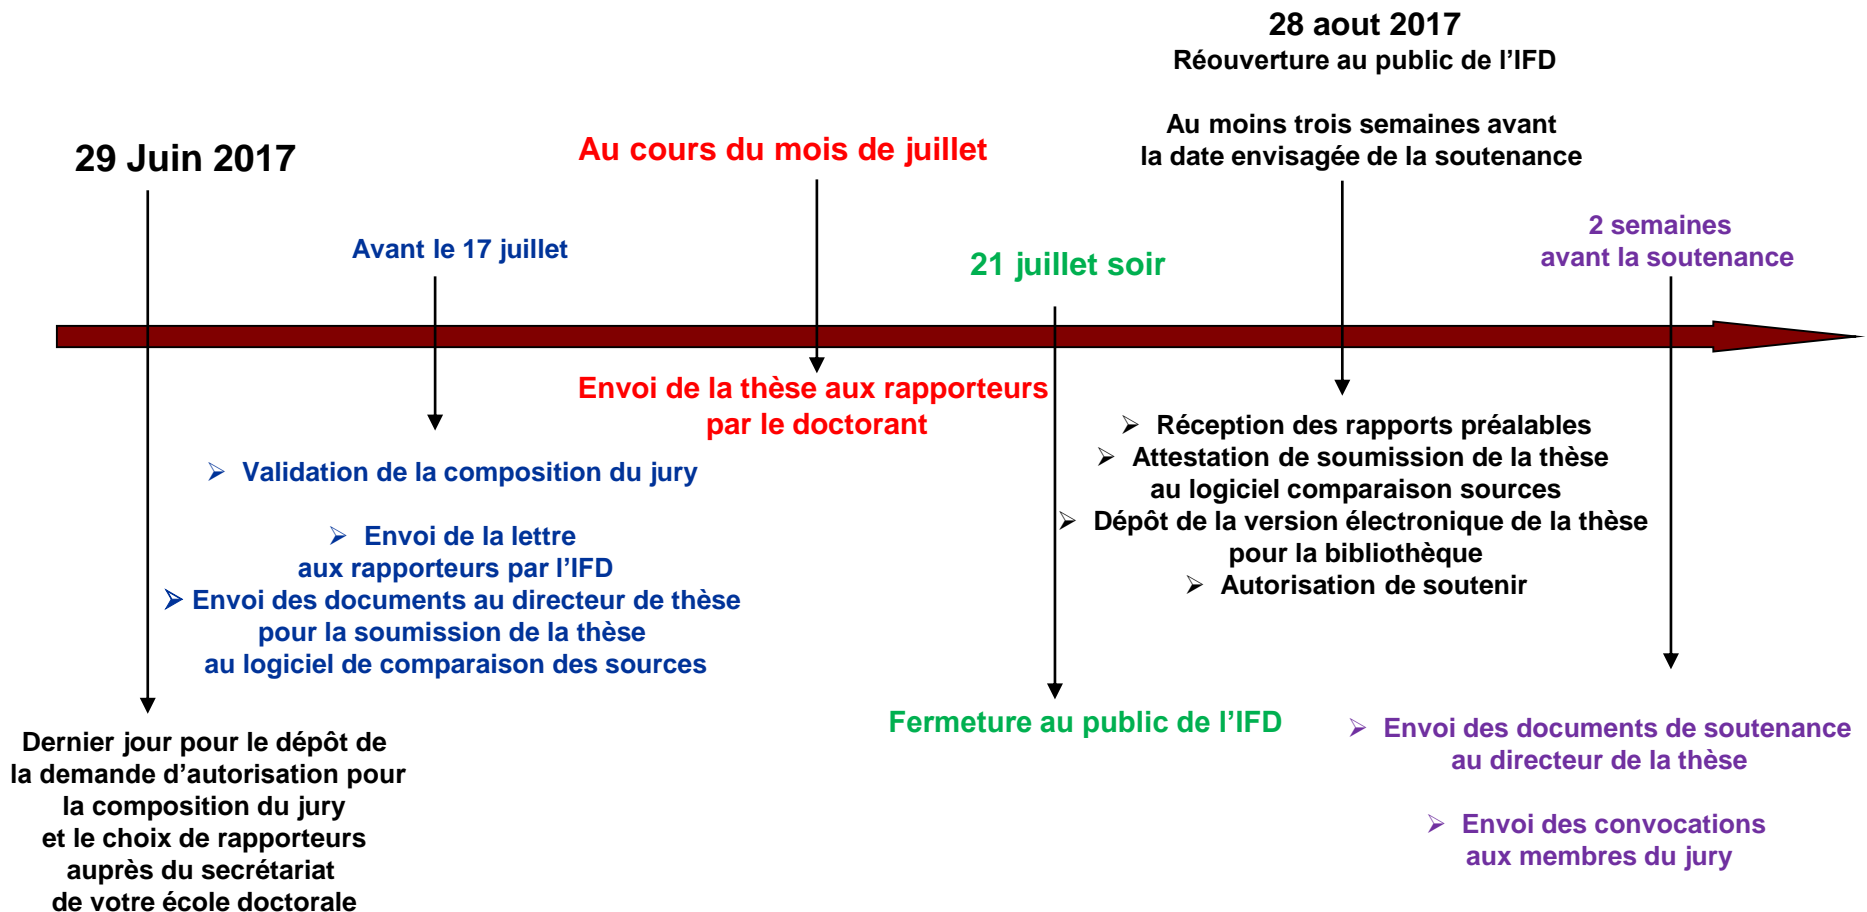 29 Juin 2017
Dernier jour pour le dépôt de
la demande d'autorisation pour
la composition du jury
et le choix de rapporteurs
auprès du secrétariat
de votre école doctorale
Avant le 17 juillet
➢ Validation de la composition du jury
➢ Envoi de la lettre
aux rapporteurs par l'IFD
➢ Envoi des documents au directeur de thèse
pour la soumission de la thèse
au logiciel de comparaison des sources
Au cours du mois de juillet
Envoi de la thèse aux rapporteurs
par le doctorant
21 juillet soir
Fermeture au public de l'IFD
28 aout 2017
Réouverture au public de l'IFD
Au moins trois semaines avant
la date envisagée de la soutenance
➢ Réception des rapports préalables
➢ Attestation de soumission de la thèse
au logiciel comparaison sources
➢ Dépôt de la version électronique de la thèse
pour la bibliothèque
➢ Autorisation de soutenir
2 semaines
avant la soutenance
➢ Envoi des documents de soutenance
au directeur de la thèse
➢ Envoi des convocations
aux membres du jury